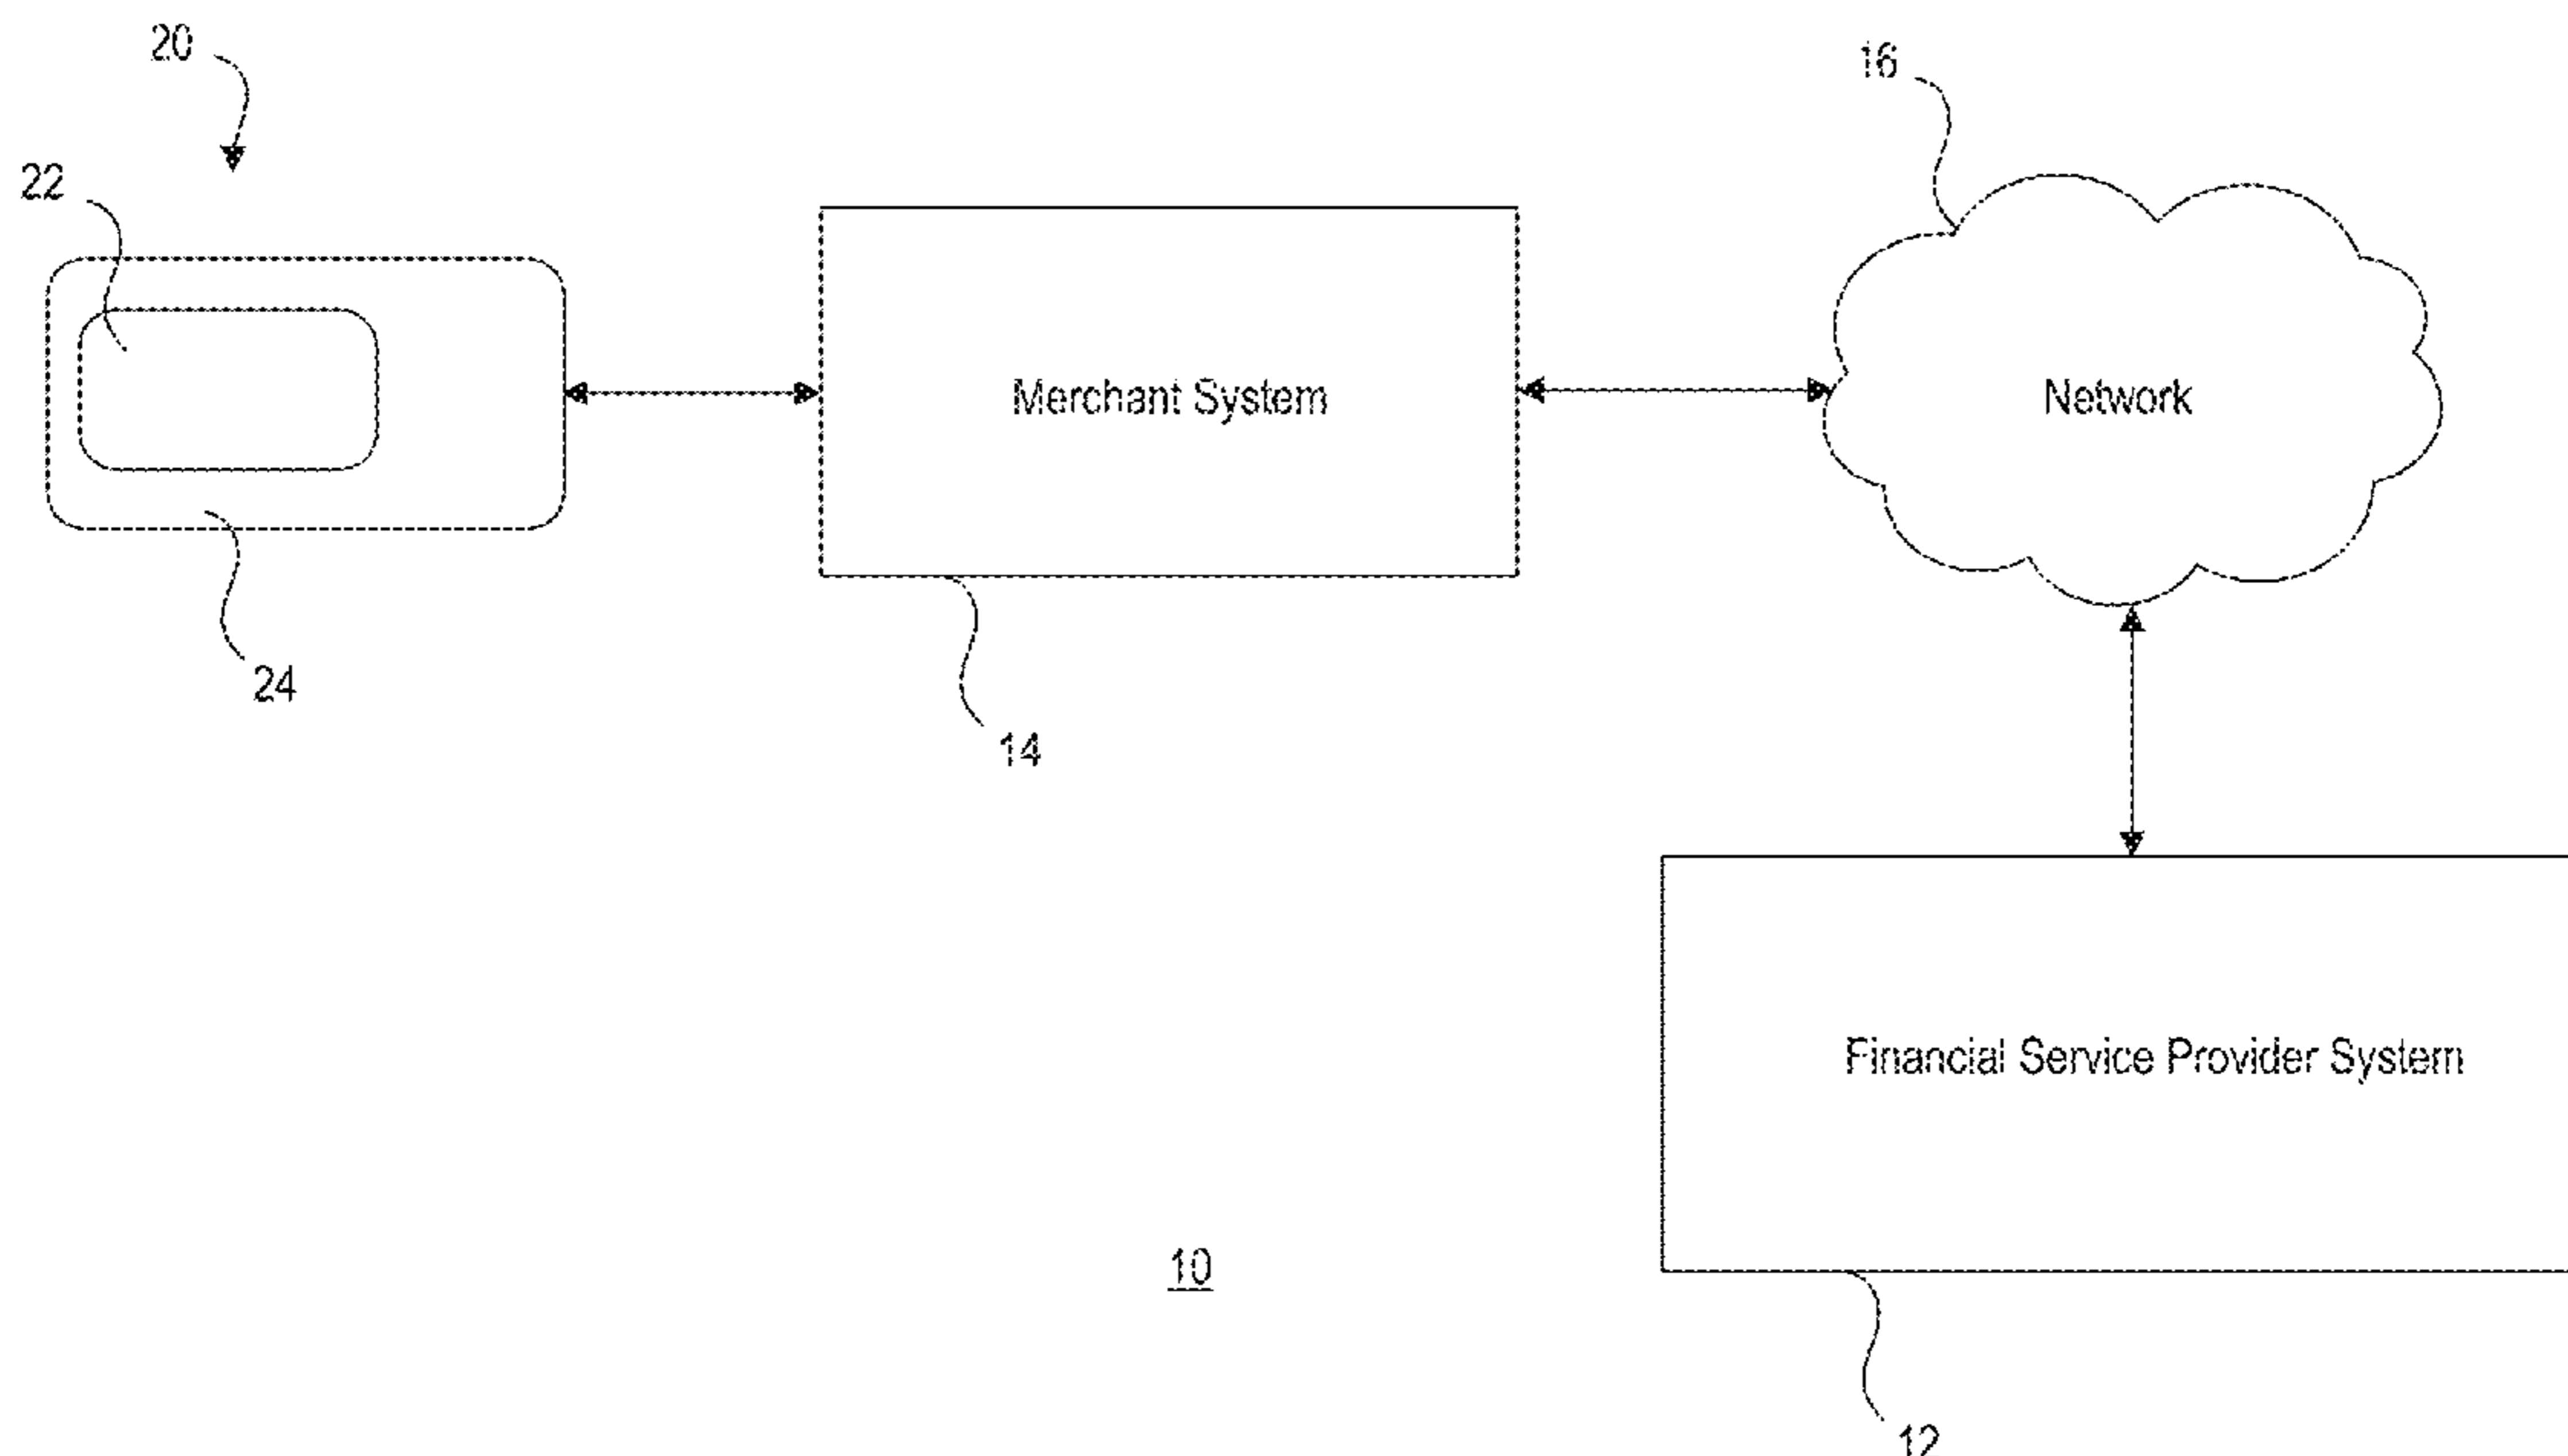 20
16
22
Merchant System
Network
24
14
Financial Service Provider System
10
12